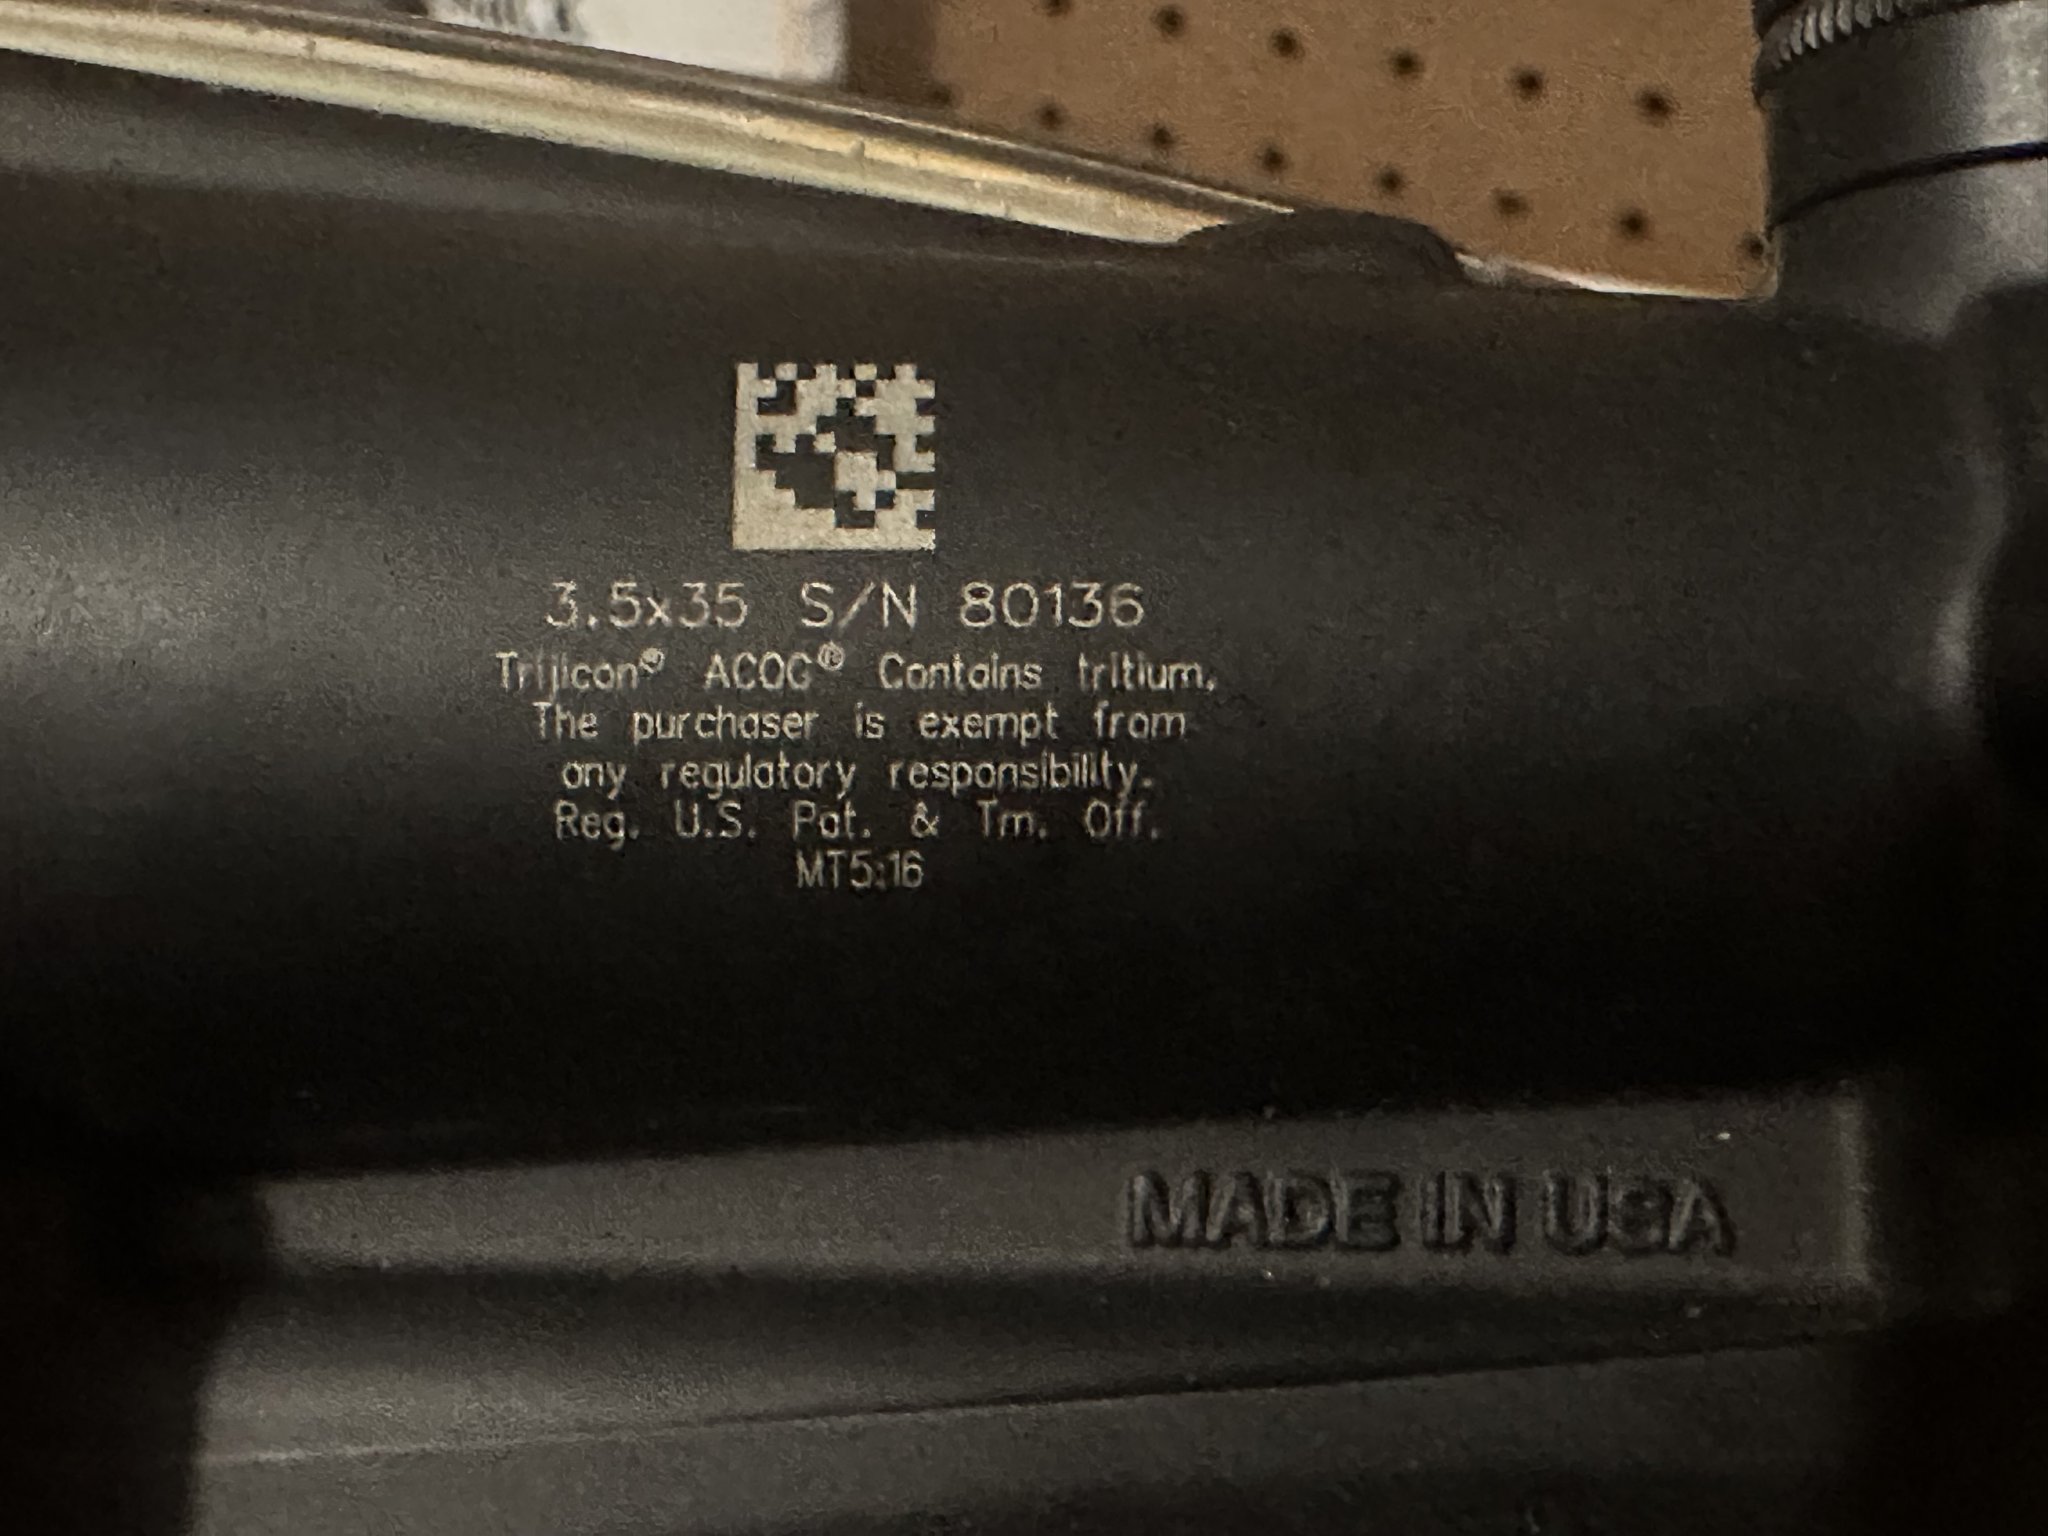 3.5x35 S/N 80136
Trijicon® ACOG® Contains tritium.
The purchaser is exempt from
any regulatory responsibility.
Reg. U.S. Pat. & Tm. Off.
MT5:16
MADE IN USA